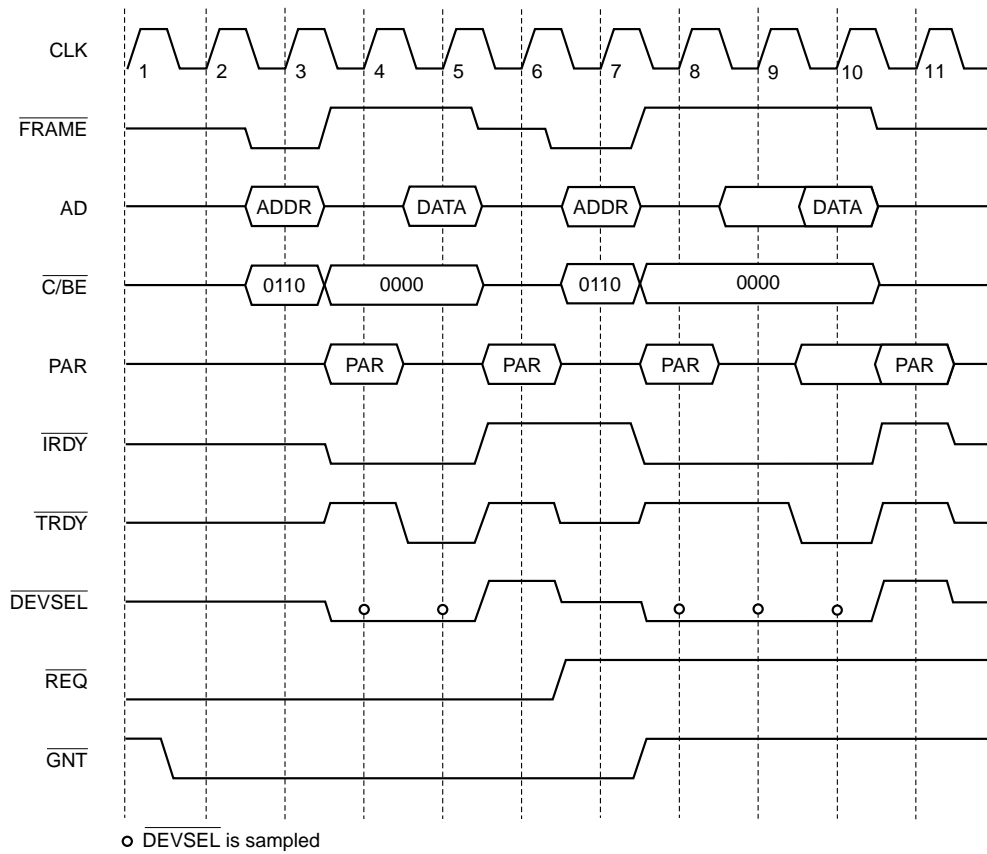 CLK
1 2 3 4 5 6 7 8 9 10 11
FRAME
AD ADDR DATA ADDR DATA
C/BE 0110 0000 0110 0000
PAR PAR PAR PAR PAR
IRDY
TRDY
DEVSEL
REQ
GNT
DEVSEL is sampled